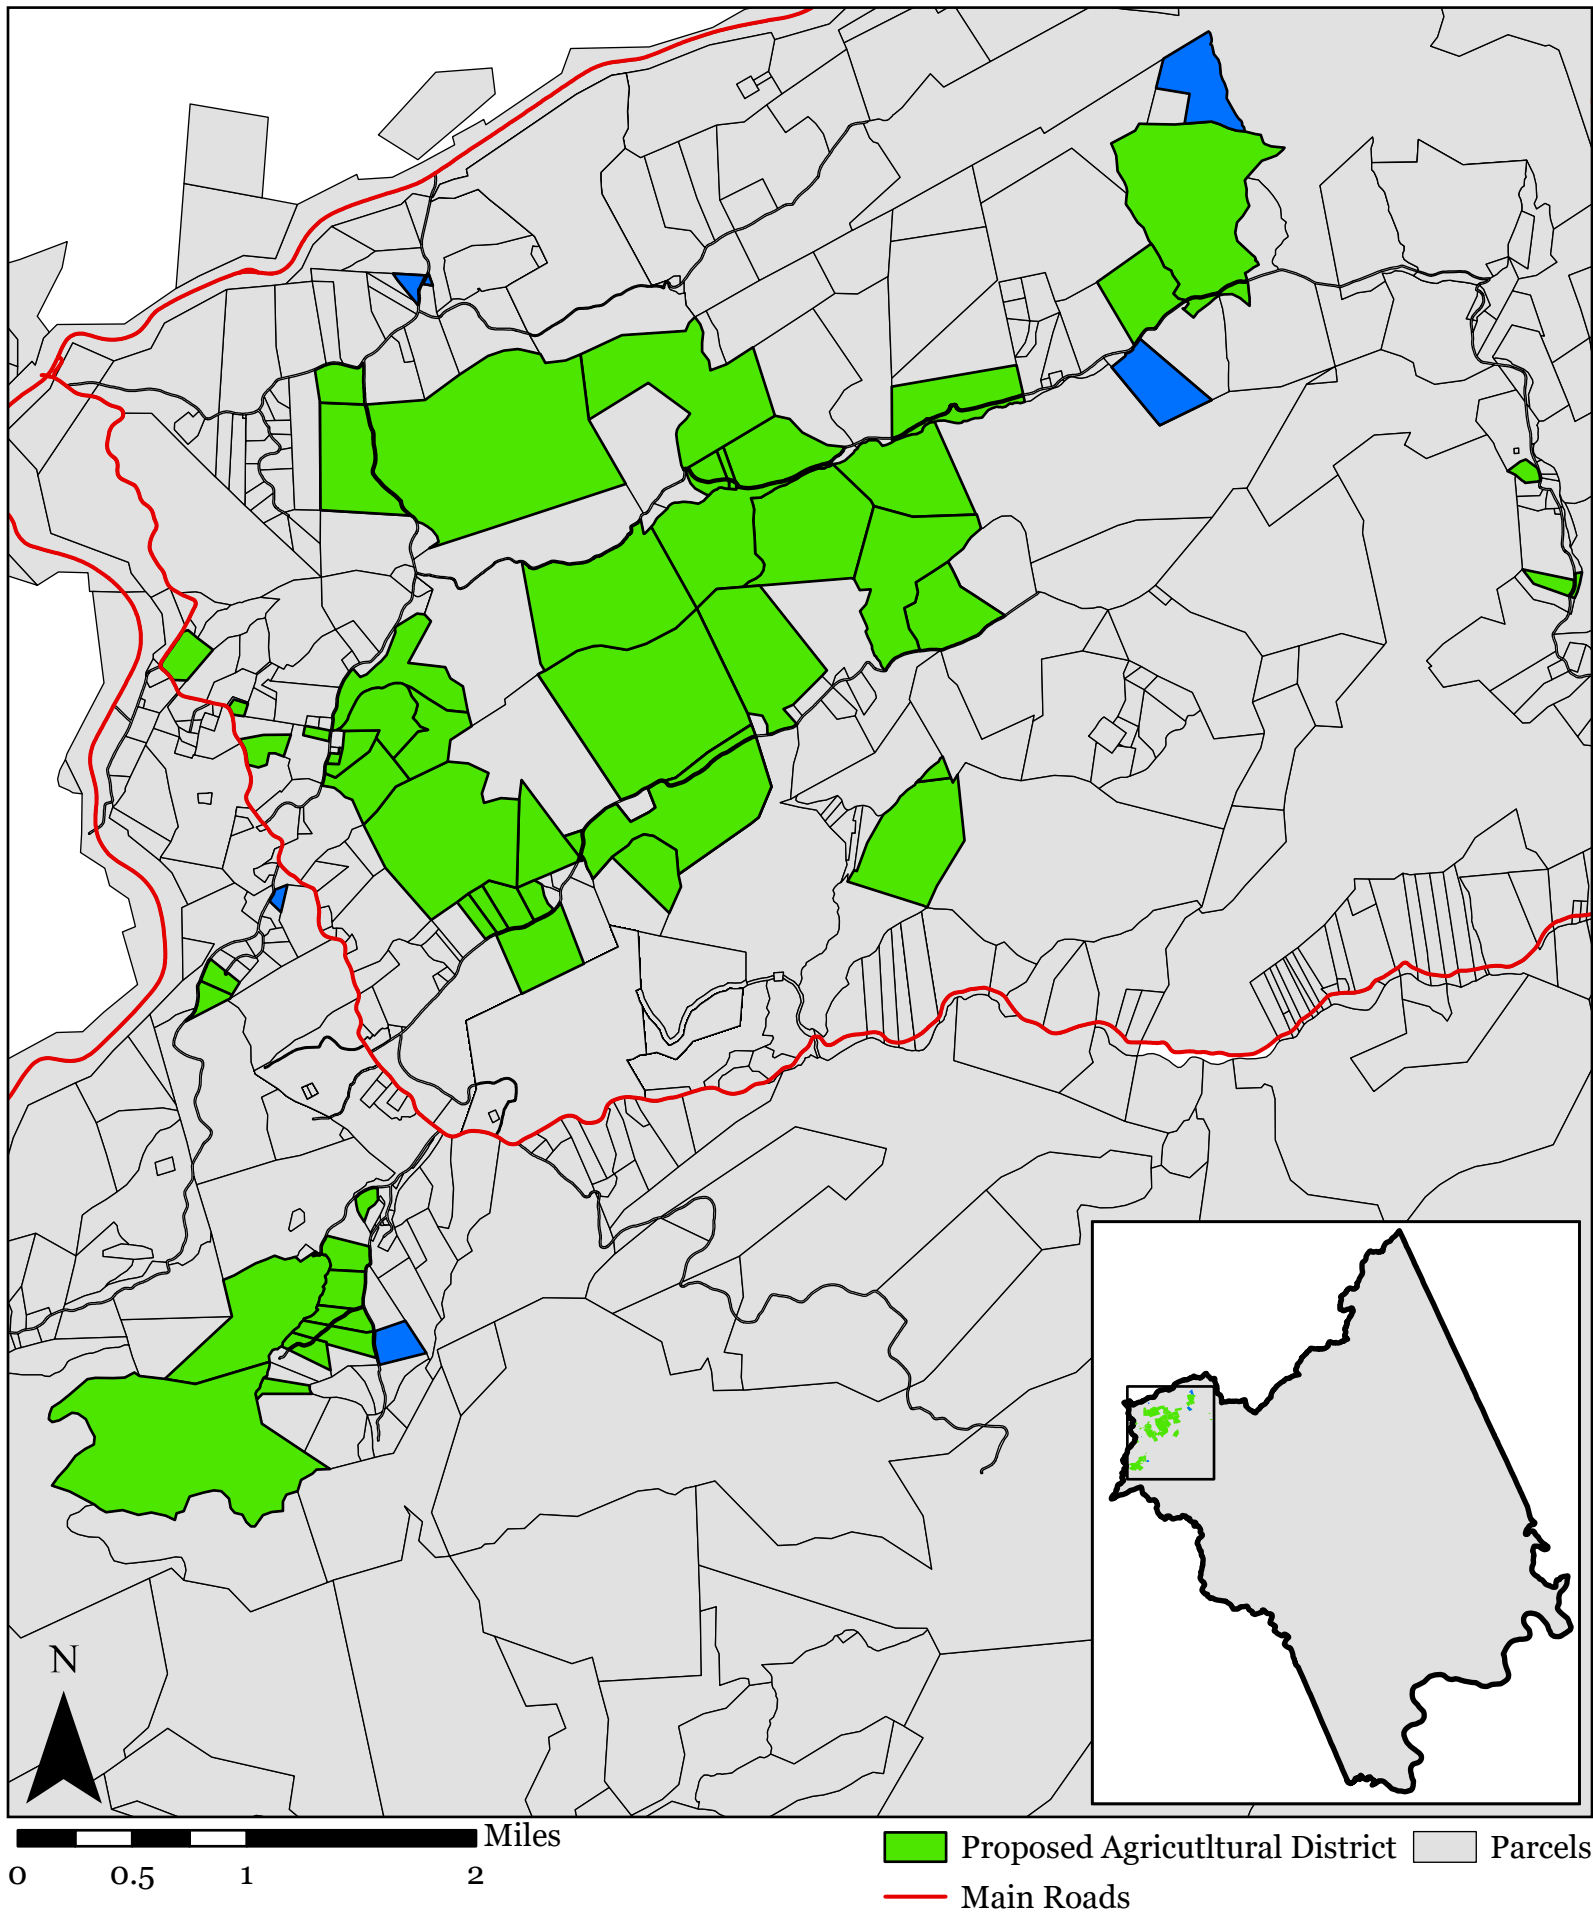 N
Miles
0 0.5 1 2
Proposed Agricutltural District
Parcels
Main Roads